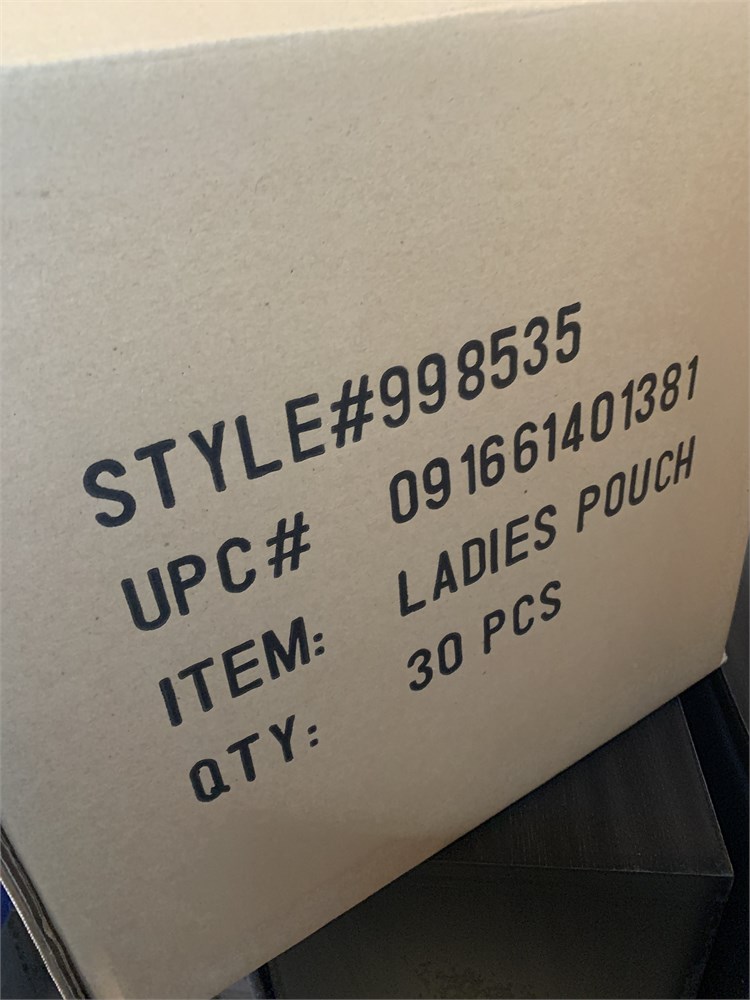 STYLE#998535
UPC# 091661401381
ITEM: LADIES POUCH
QTY: 30 PCS